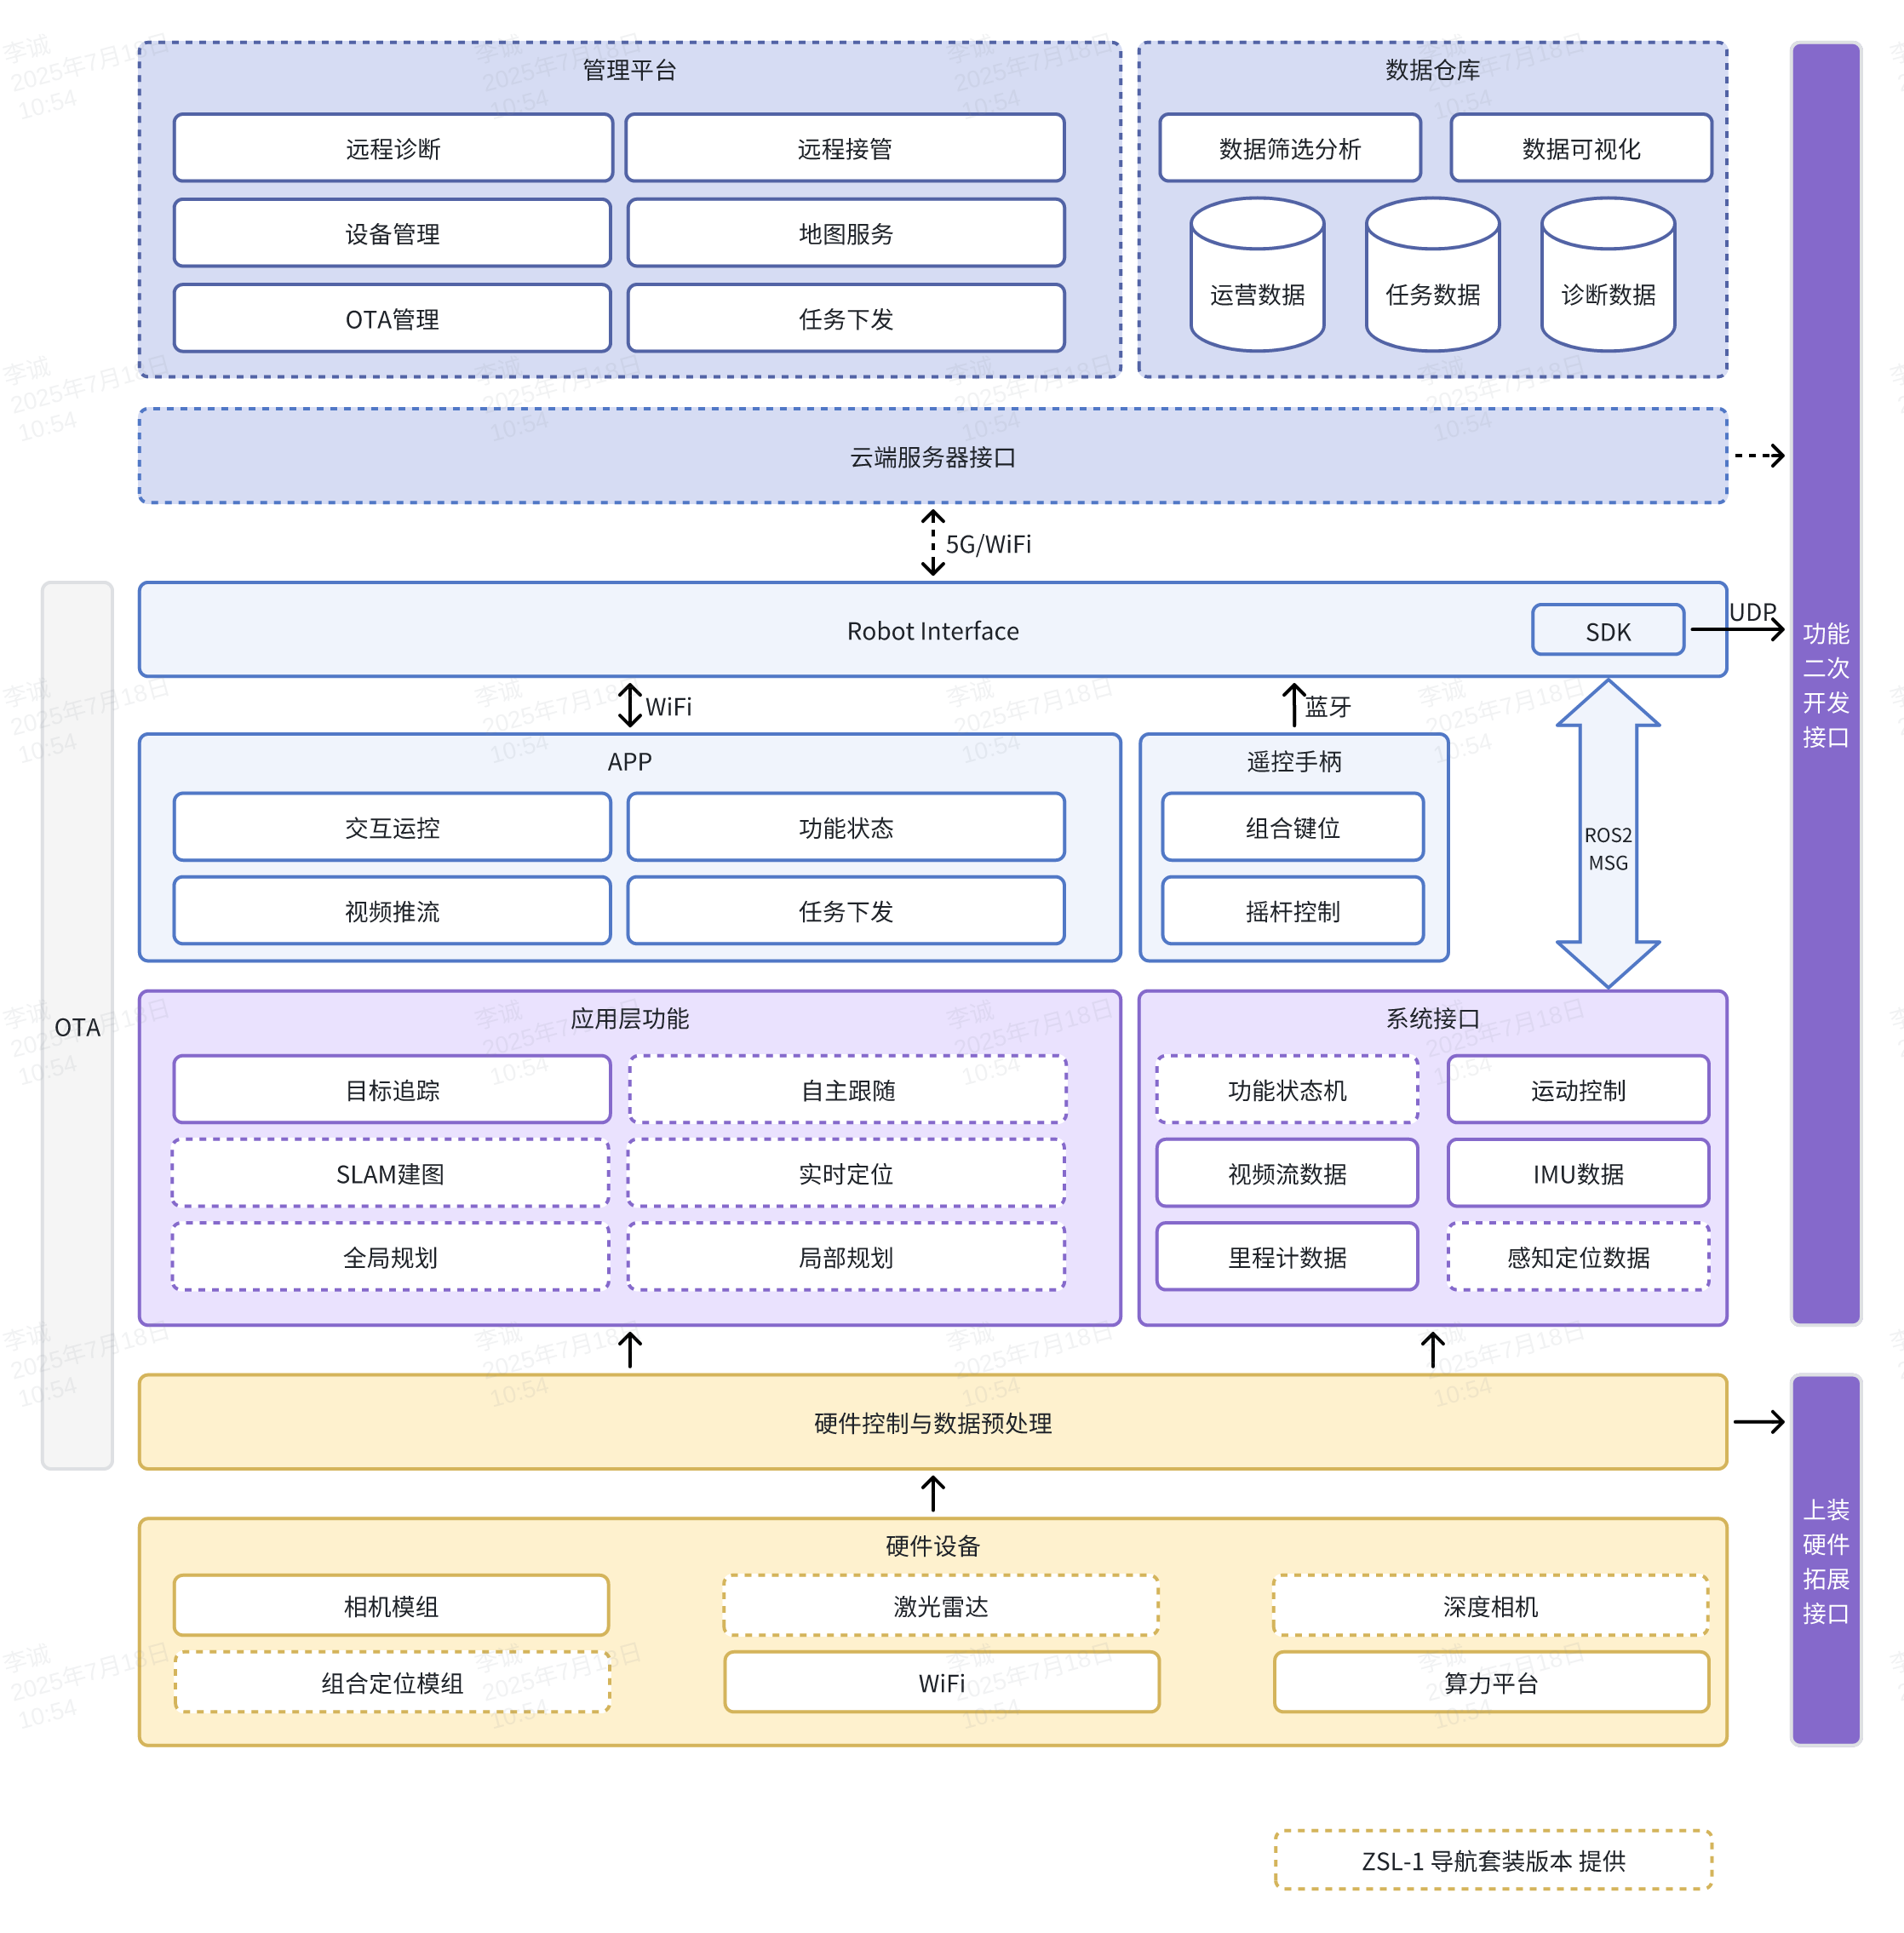 管理平台
远程诊断
远程接管
设备管理
地图服务
OTA管理
任务下发
数据仓库
数据筛选分析
数据可视化
运营数据
任务数据
诊断数据
云端服务器接口
5G/WiFi
Robot Interface
SDK
UDP
WiFi
蓝牙
APP
交互运控
功能状态
视频推流
任务下发
遥控手柄
组合键位
摇杆控制
ROS2
MSG
应用层功能
目标追踪
自主跟随
SLAM建图
实时定位
全局规划
局部规划
系统接口
功能状态机
运动控制
视频流数据
IMU数据
里程计数据
感知定位数据
硬件控制与数据预处理
硬件设备
相机模组
激光雷达
深度相机
组合定位模组
WiFi
算力平台
OTA
功能
二次
开发
接口
上装
硬件
拓展
接口
ZSL-1 导航套装版本 提供
李诚
2025年7月18日
10:54